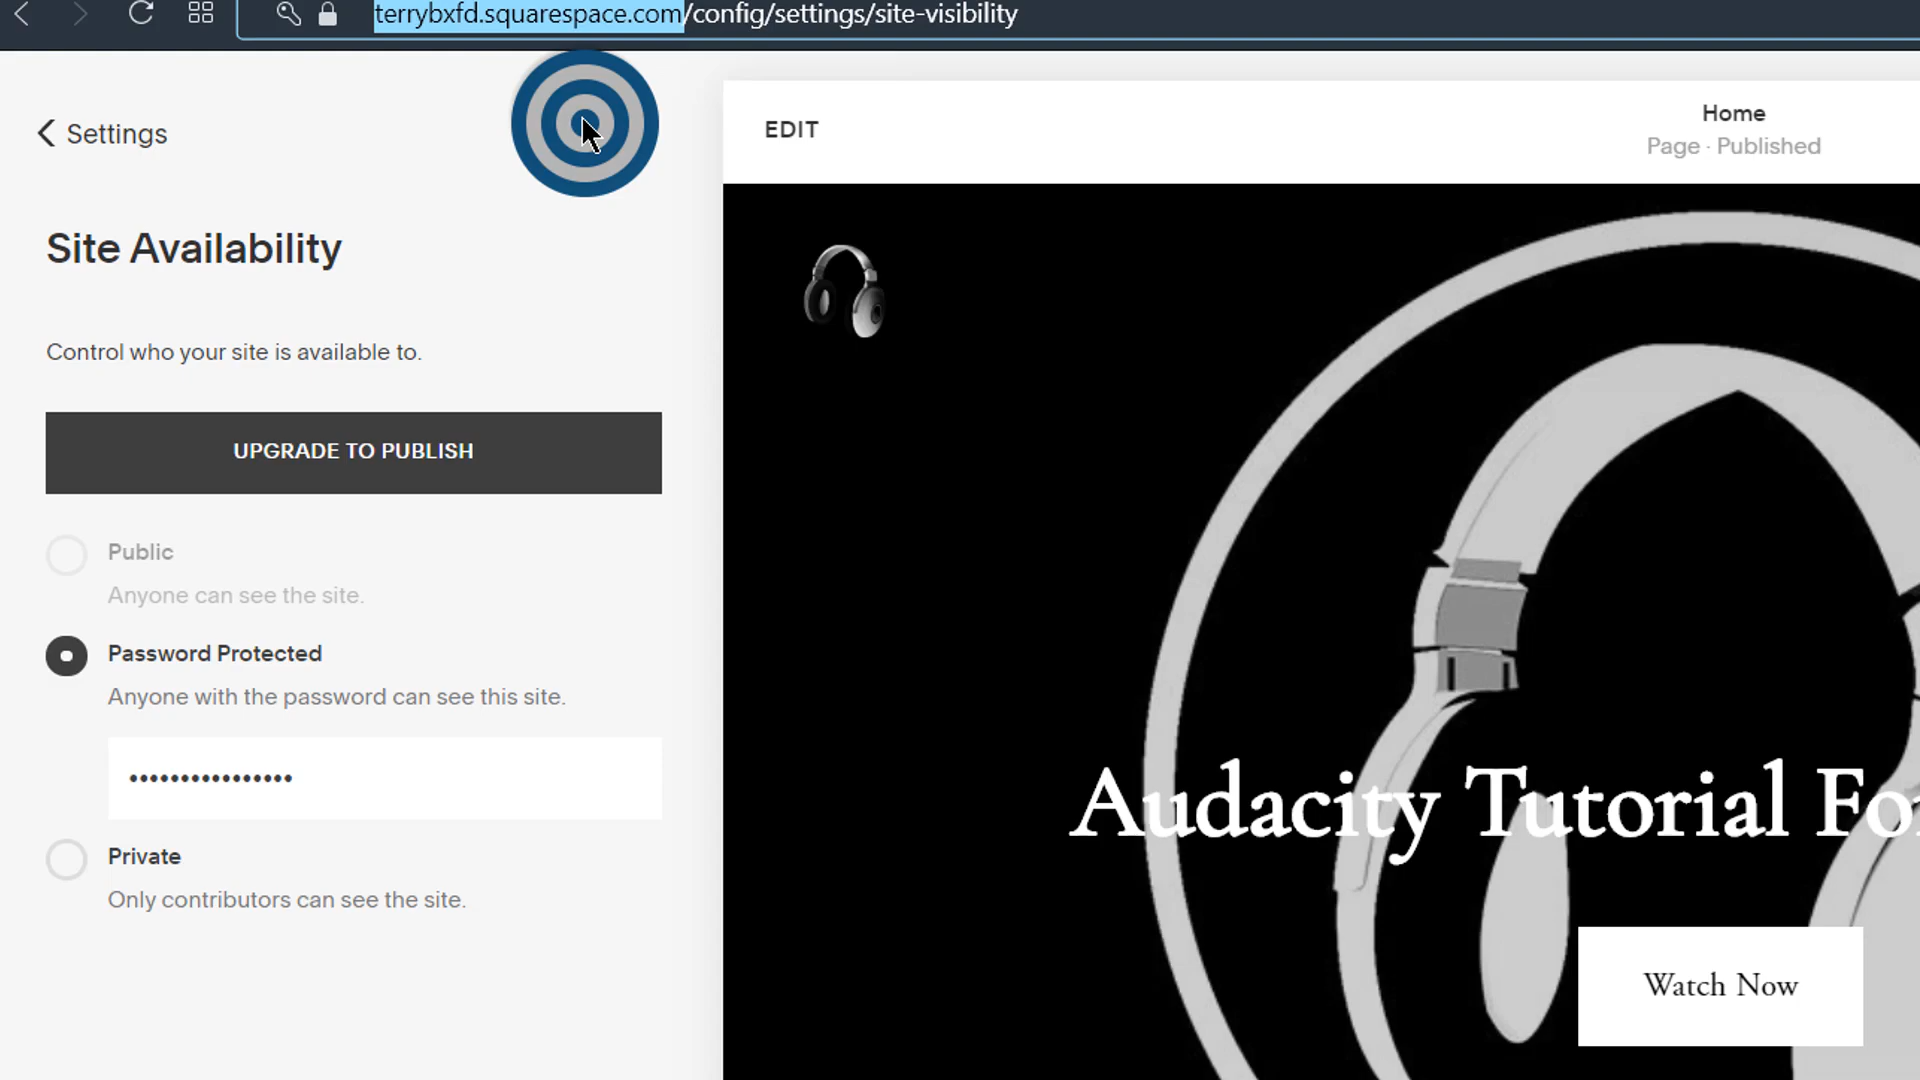 terrybxfd.squarespace.com/config/settings/site-visibility
Settings
Site Availability
Control who your site is available to.
UPGRADE TO PUBLISH
Public
Anyone can see the site.
Password Protected
Anyone with the password can see this site.
••••••••••••••••
Private
Only contributors can see the site.
EDIT
Home
Page · Published
Audacity Tutorial Fo
Watch Now